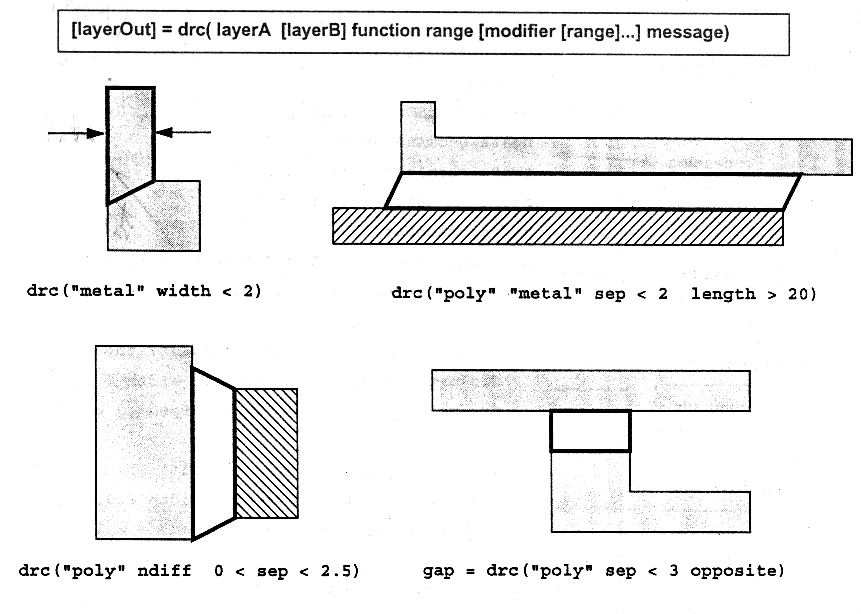 [layerOut] = drc( layerA [layerB] function range [modifier [range]...] message)
drc("metal" width < 2)
drc("poly" "metal" sep < 2 length > 20)
drc("poly" ndiff 0 < sep < 2.5)
gap = drc("poly" sep < 3 opposite)